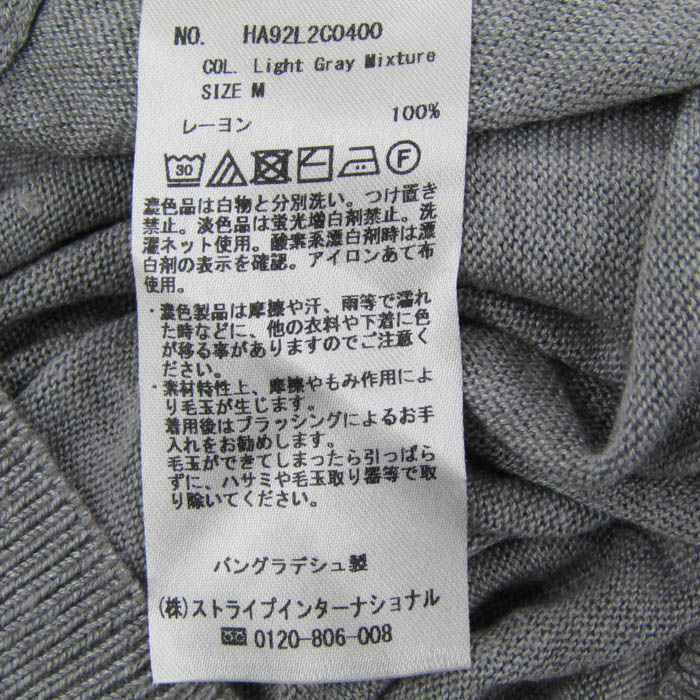 NO. HA92L2C0400
COL. Light Gray Mixture
SIZE M
レーヨン 100%
30 F
濃色品は白物と分別洗い。つけ置き
禁止。淡色品は蛍光増白剤禁止。洗
濯ネット使用。酸素系漂白剤時は漂
白剤の表示を確認。アイロンあて布
使用。
・濃色製品は摩擦や汗、雨等で濡れ
た時などに、他の衣料や下着に色
が移る事がありますのでご注意く
ださい。
・素材特性上、摩擦やもみ作用によ
り毛玉が生じます。
着用後はブラッシングによるお手
入れをお勧めします。
毛玉ができてしまったら引っぱら
ずに、ハサミや毛玉取り器等で取
り除いてください。
バングラデシュ製
(株)ストライプインターナショナル
0120-806-008